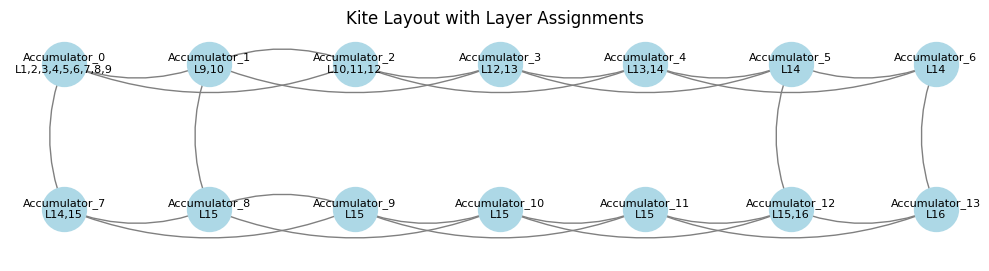 Kite Layout with Layer Assignments
Accumulator_0
L1,2,3,4,5,6,7,8,9
Accumulator_1
L9,10
Accumulator_2
L10,11,12
Accumulator_3
L12,13
Accumulator_4
L13,14
Accumulator_5
L14
Accumulator_6
L14
Accumulator_7
L14,15
Accumulator_8
L15
Accumulator_9
L15
Accumulator_10
L15
Accumulator_11
L15
Accumulator_12
L15,16
Accumulator_13
L16